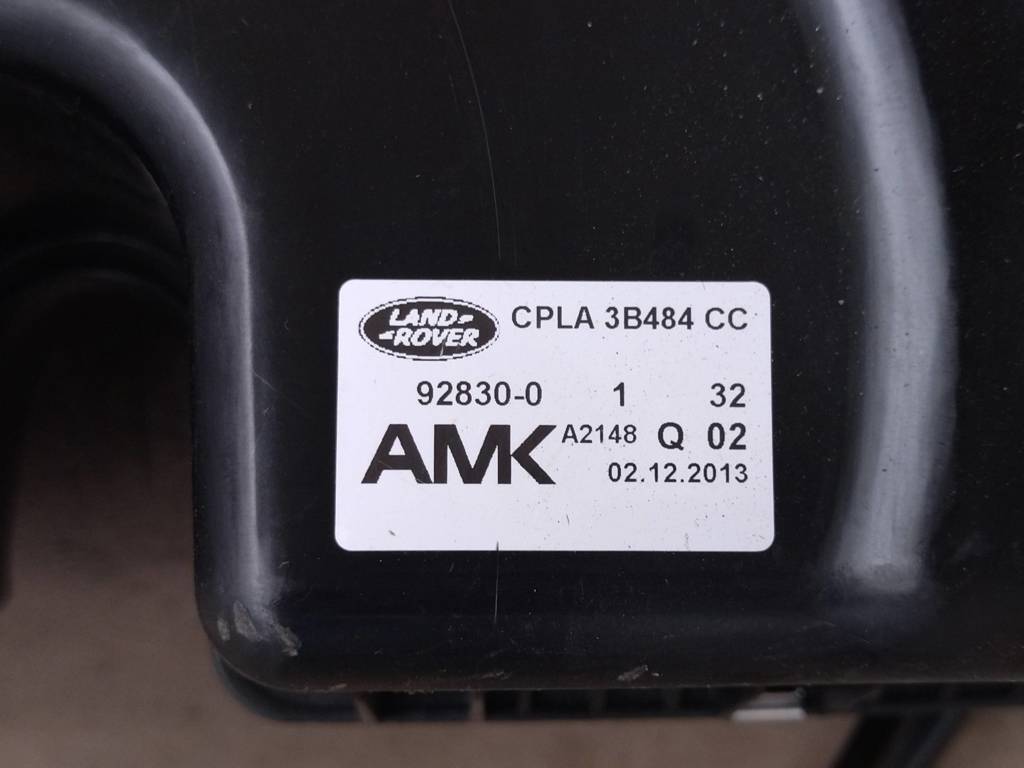 LAND-
-ROVER
CPLA 3B484 CC
92830-0 1 32
AMK A2148 Q 02
02.12.2013